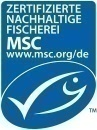 ZERTIFIZIERTE
NACHHALTIGE
FISCHEREI
MSC
www.msc.org/de
TM